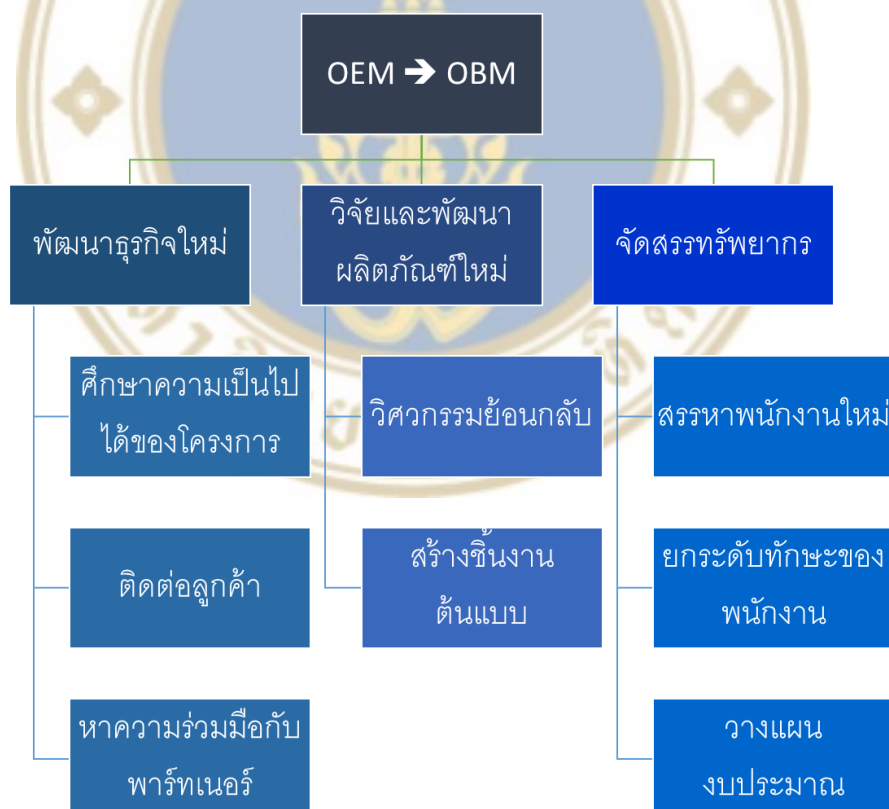 OEM ➔ OBM
พัฒนาธุรกิจใหม่
วิจัยและพัฒนา
ผลิตภัณฑ์ใหม่
จัดสรรทรัพยากร
ศึกษาความเป็นไป
ได้ของโครงการ
วิศวกรรมย้อนกลับ
สรรหาพนักงานใหม่
ติดต่อลูกค้า
สร้างชิ้นงาน
ต้นแบบ
ยกระดับทักษะของ
พนักงาน
หาความร่วมมือกับ
พาร์ทเนอร์
วางแผน
งบประมาณ